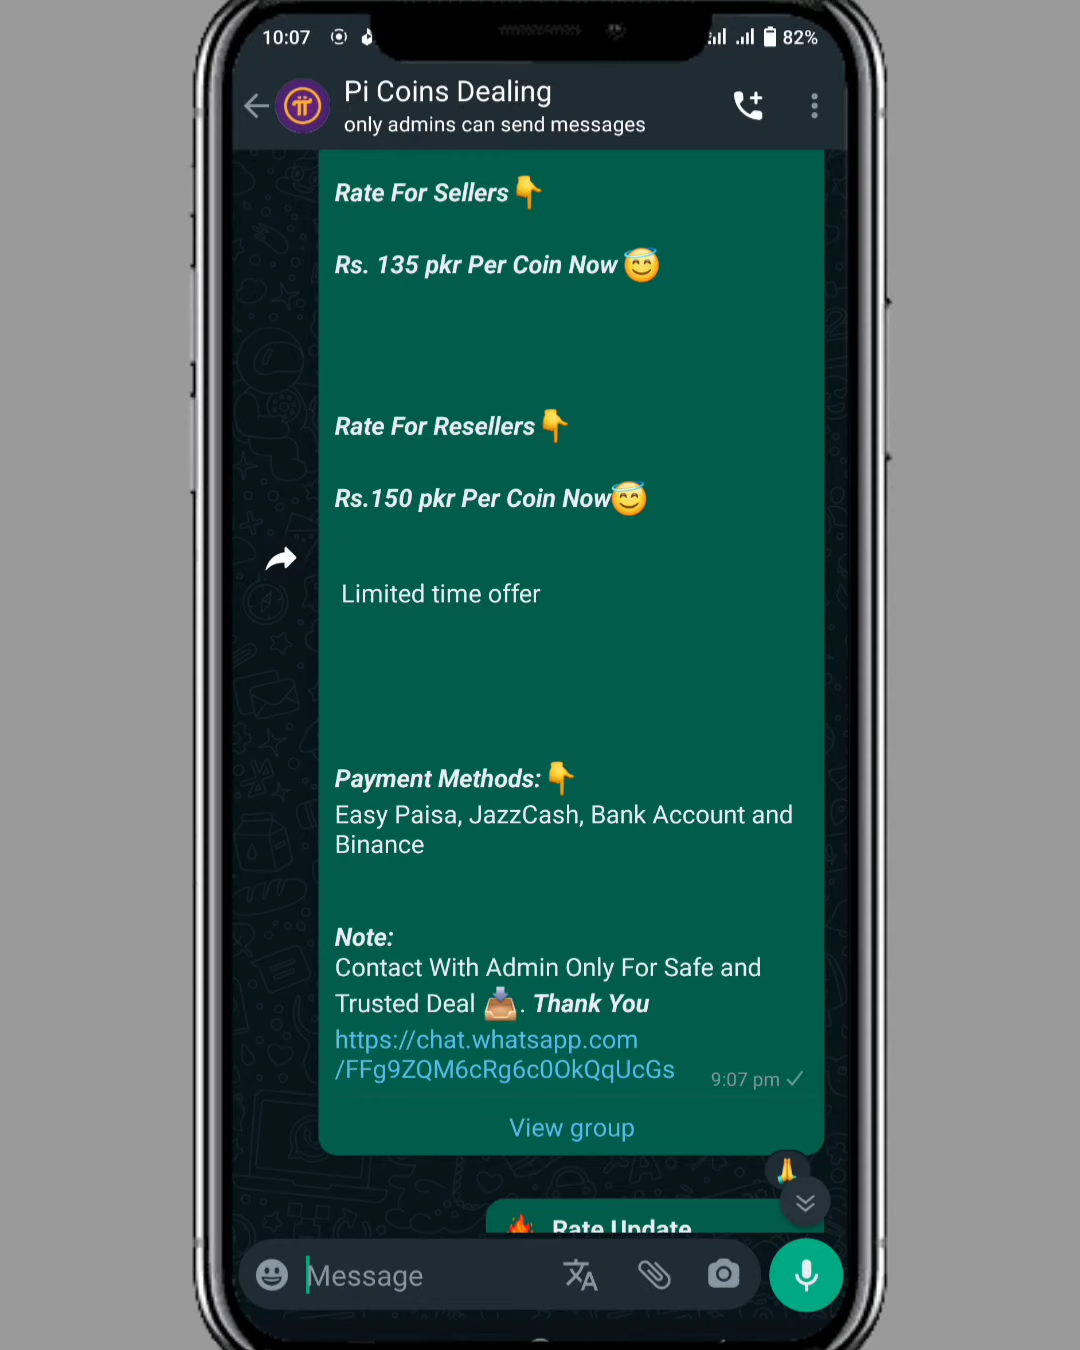 10:07
82%
Pi Coins Dealing
only admins can send messages
Rate For Sellers👇
Rs. 135 pkr Per Coin Now 😇
Rate For Resellers👇
Rs.150 pkr Per Coin Now😇
Limited time offer
Payment Methods:👇
Easy Paisa, JazzCash, Bank Account and
Binance
Note:
Contact With Admin Only For Safe and
Trusted Deal 📥. Thank You
https://chat.whatsapp.com
/FFg9ZQM6cRg6c0OkQqUcGs
9:07 pm
View group
🔥 Rate Update
Message